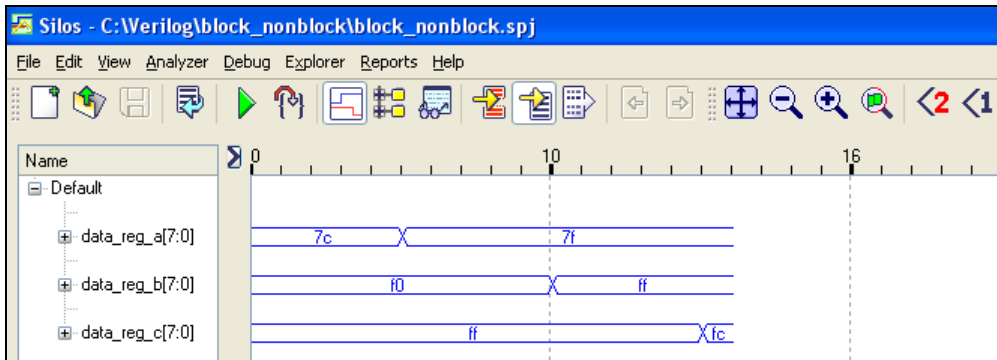 Silos - C:\Verilog\block_nonblock\block_nonblock.spj
File Edit View Analyzer Debug Explorer Reports Help
2 1
Name 0 10 16
Default
data_reg_a[7:0] 7c 7f
data_reg_b[7:0] f0 ff
data_reg_c[7:0] ff fc